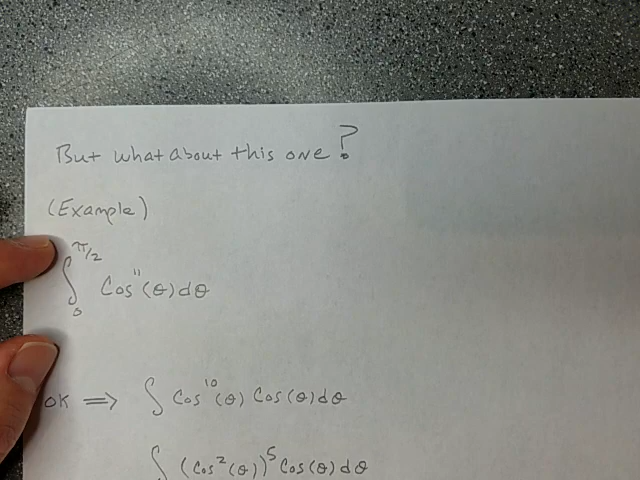 But what about this one?
(Example)
∫₀^π/2 Cos¹¹(θ)dθ
OK ⟹ ∫ Cos¹⁰(θ) Cos(θ)dθ
∫ (Cos²(θ))⁵ Cos(θ)dθ